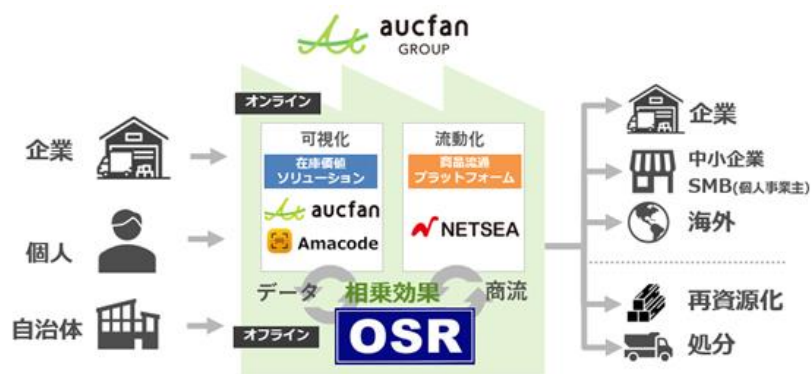 aucfan
GROUP
オンライン
企業
個人
自治体
可視化
在庫価値
ソリューション
aucfan
Amacode
流動化
商品流通
プラットフォーム
NETSEA
データ
相乗効果
商流
オフライン
OSR
企業
中小企業
SMB(個人事業主)
海外
再資源化
処分